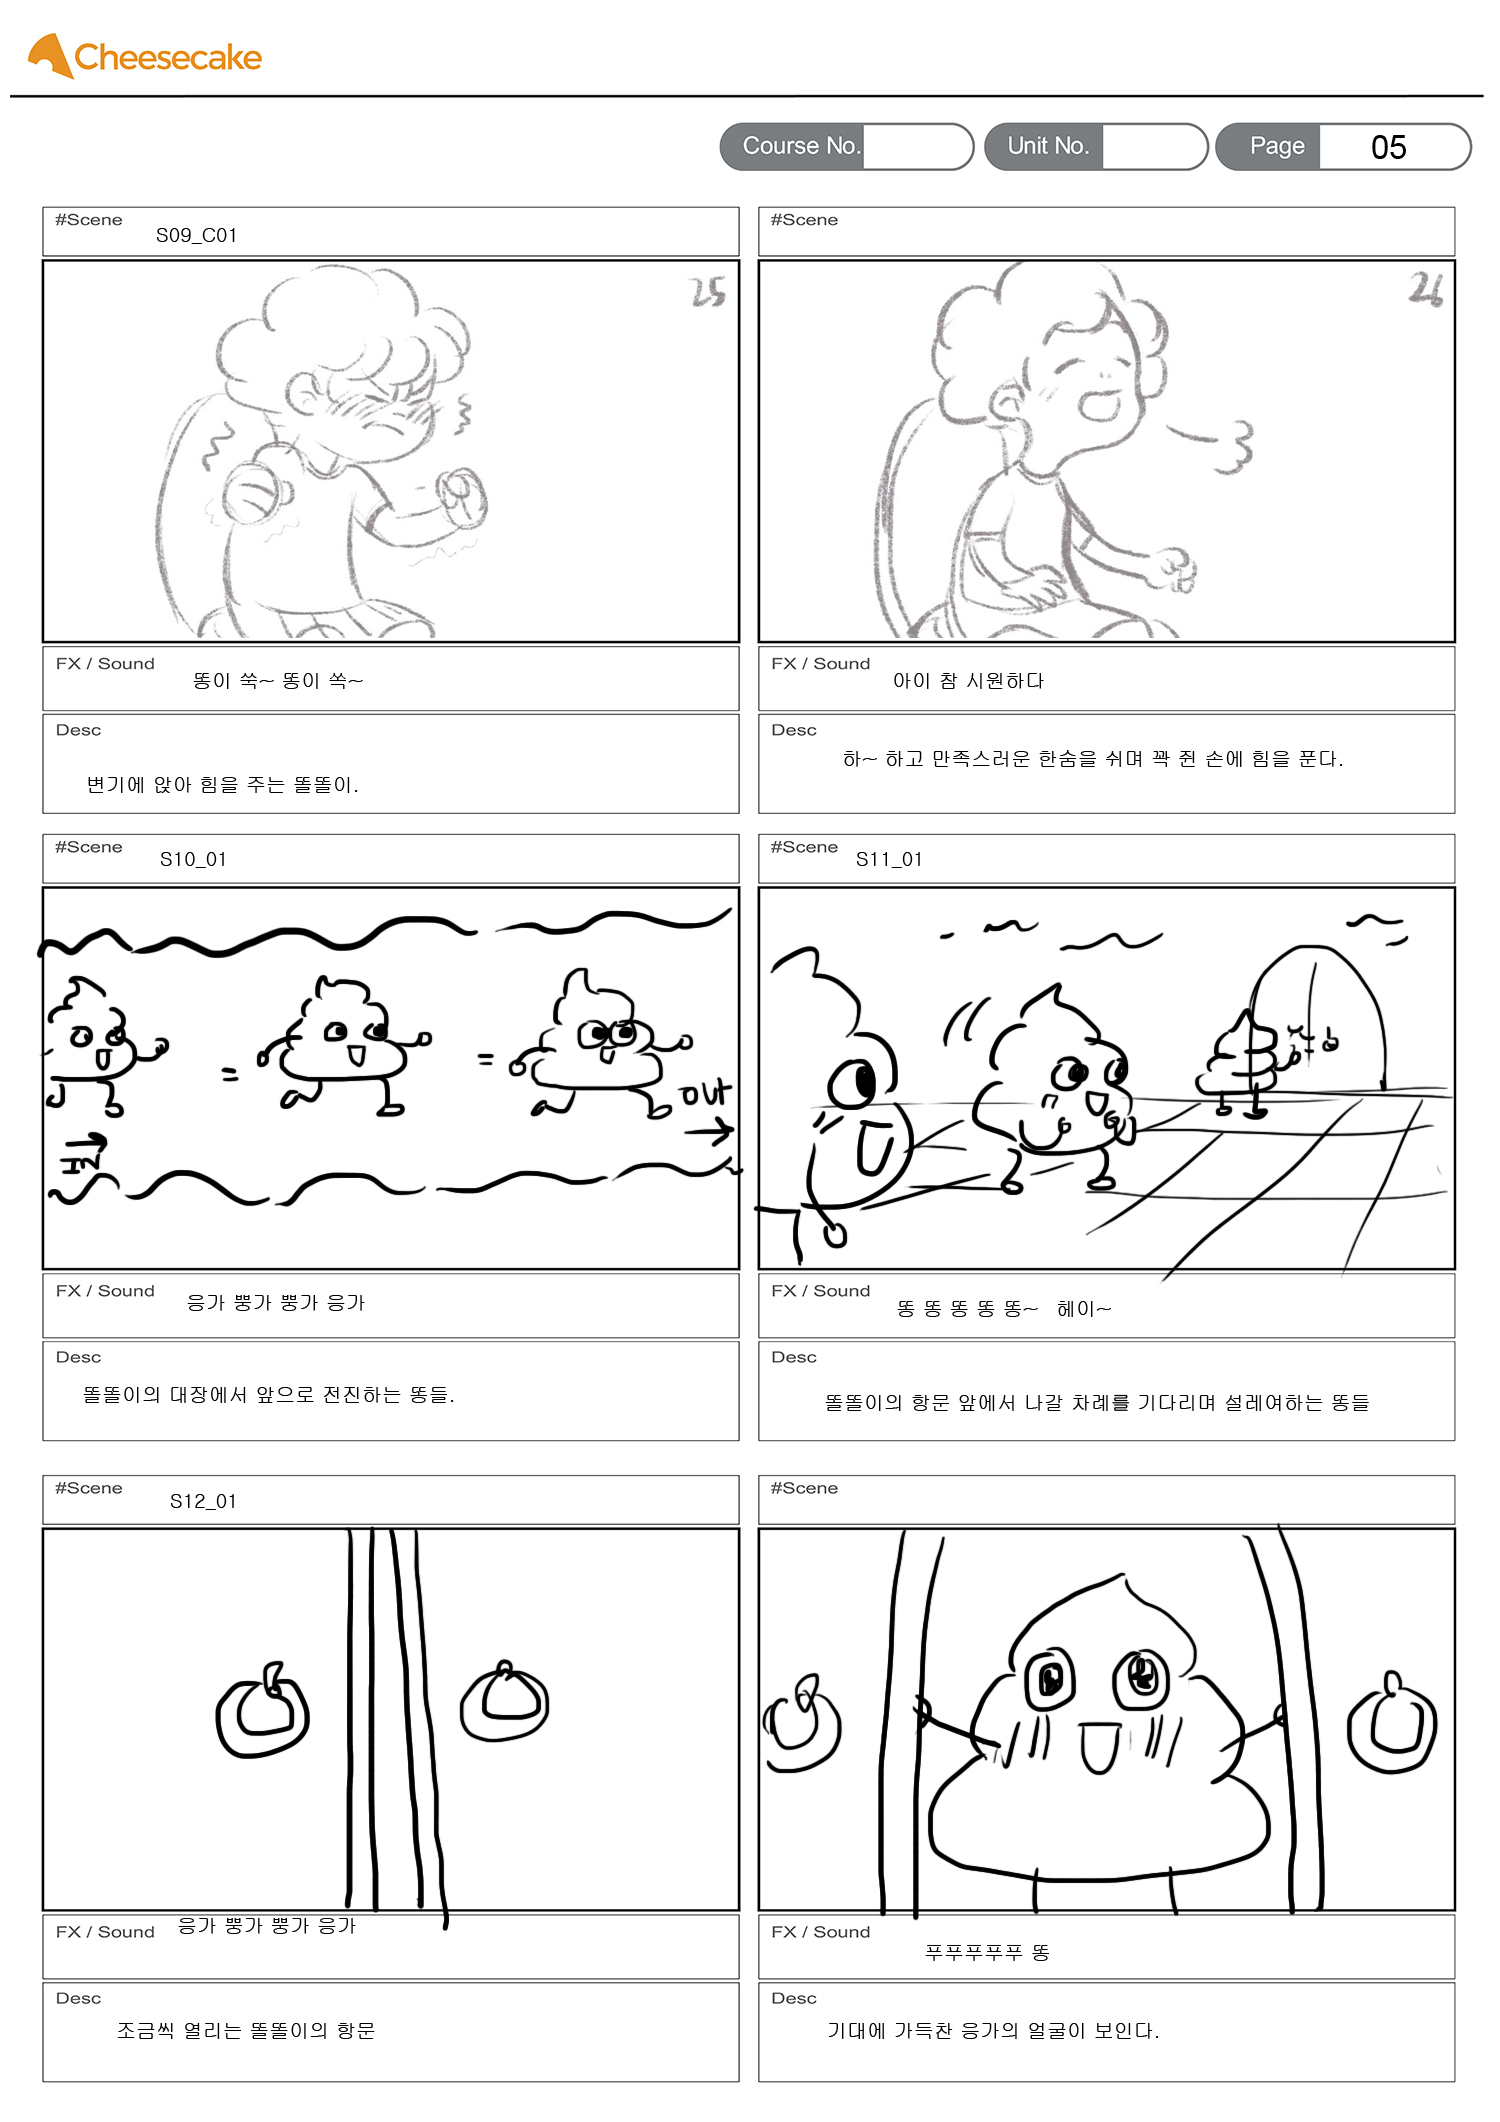 Cheesecake
Course No.
Unit No.
Page 05
#Scene S09_C01
25
FX / Sound 똥이 쑥~ 똥이 쑥~
Desc
변기에 앉아 힘을 주는 똘똘이.
#Scene
26
FX / Sound 아이 참 시원하다
Desc
하~ 하고 만족스러운 한숨을 쉬며 꽉 쥔 손에 힘을 푼다.
#Scene S10_01
OUT
IN
FX / Sound 응가 뿡가 뿡가 응가
Desc
똘똘이의 대장에서 앞으로 전진하는 똥들.
#Scene S11_01
FX / Sound 똥 똥 똥 똥 똥~ 헤이~
Desc
똘똘이의 항문 앞에서 나갈 차례를 기다리며 설레여하는 똥들
#Scene S12_01
FX / Sound 응가 뿡가 뿡가 응가
Desc
조금씩 열리는 똘똘이의 항문
#Scene
FX / Sound 푸푸푸푸푸 똥
Desc
기대에 가득찬 응가의 얼굴이 보인다.